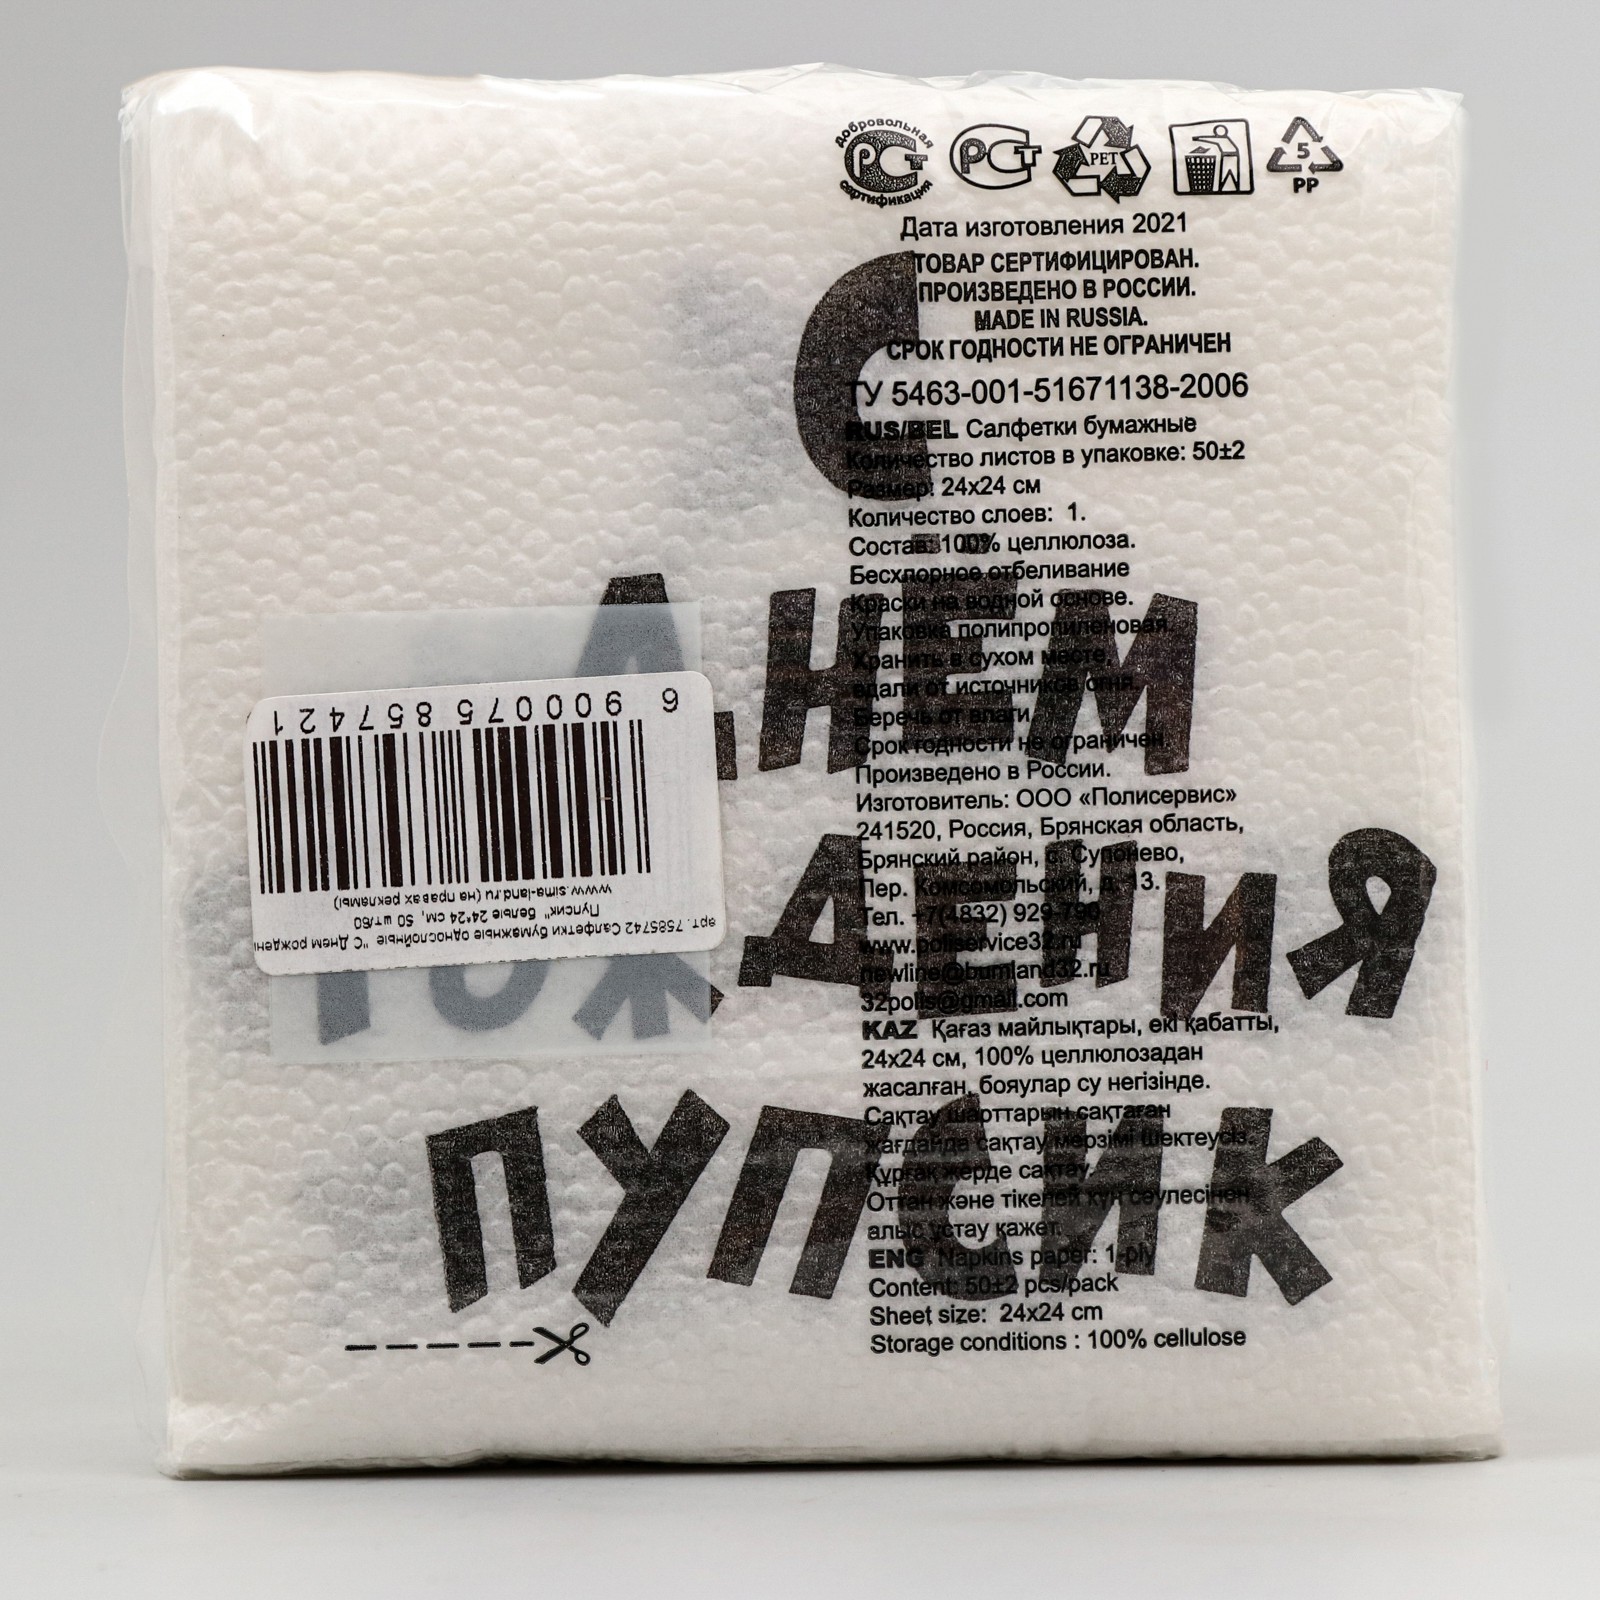 добровольная
РСТ
сертификация
РСТ
PET
5
PP
Дата изготовления 2021
ТОВАР СЕРТИФИЦИРОВАН.
ПРОИЗВЕДЕНО В РОССИИ.
MADE IN RUSSIA.
СРОК ГОДНОСТИ НЕ ОГРАНИЧЕН
ТУ 5463-001-51671138-2006
RUS/BEL Салфетки бумажные
Количество листов в упаковке: 50±2
Размер: 24x24 см
Количество слоев: 1.
Состав: 100% целлюлоза.
Бесхлорное отбеливание
Краски на водной основе.
Упаковка полипропиленовая.
Хранить в сухом месте,
вдали от источников огня.
Беречь от влаги.
Срок годности не ограничен.
Произведено в России.
Изготовитель: ООО «Полисервис»
241520, Россия, Брянская область,
Брянский район, с. Супонево,
Пер. Комсомольский, д. 13.
Тел. +7(4832) 929-790
www.poliservice32.ru
newline@bumland32.ru
32polis@gmail.com
KAZ Қағаз майлықтары, екі қабатты,
24x24 см, 100% целлюлозадан
жасалған, бояулар су негізінде.
Сақтау шарттарын сақтаған
жағдайда сақтау мерзімі шектеусіз.
Құрғақ жерде сақтау.
Оттан және тікелей күн сәулесінен
алыс ұстау қажет.
ENG Napkins paper: 1-ply
Content: 50±2 pcs/pack
Sheet size: 24x24 cm
Storage conditions : 100% cellulose
С
ДНЁМ
РОЖДЕНИЯ
ПУПСИК
6 900075 857421
www.sima-land.ru (на правах рекламы)
арт. 7585742 Салфетки бумажные однослойные "С Днем рожден
Пупсик" белые 24*24 см, 50 шт/60